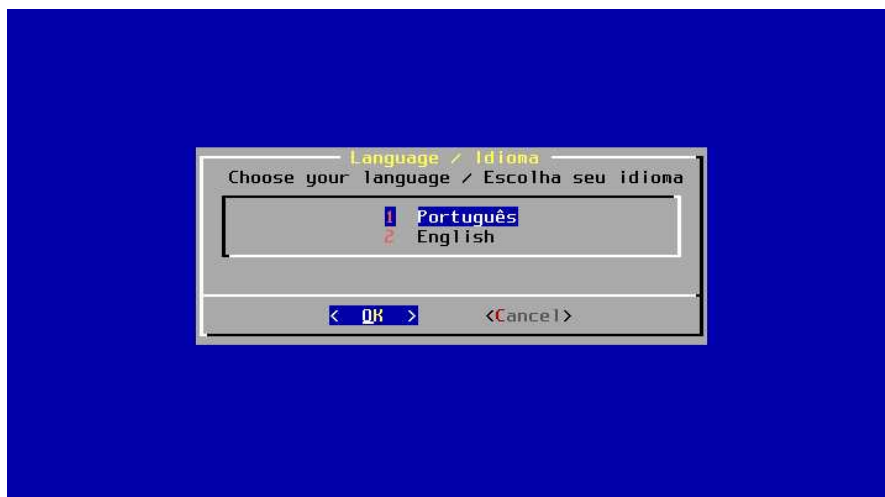 Language / Idioma
Choose your language / Escolha seu idioma
1 Português
2 English
< OK > <Cancel>